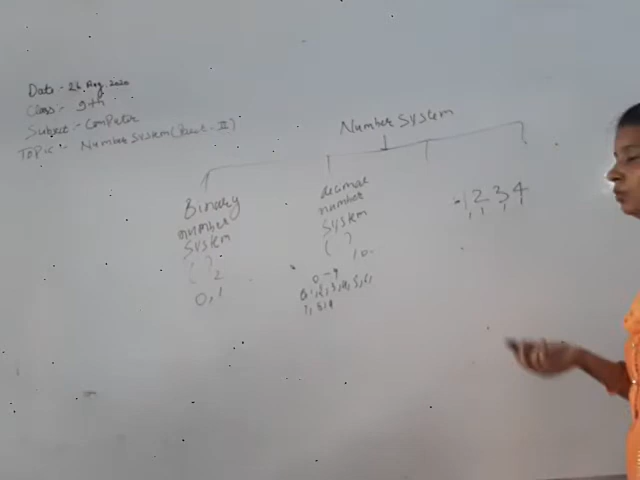 Date :- 26 Aug 2020
Class :- 9th
Subject :- Computer
Topic :- Number System (Part - II)
Number System
Binary
number
system
( ) 2
0, 1
decimal
number
system
( ) 10
0 - 9
0, 1, 2, 3, 4, 5, 6,
7, 8, 9
1 2 3 4